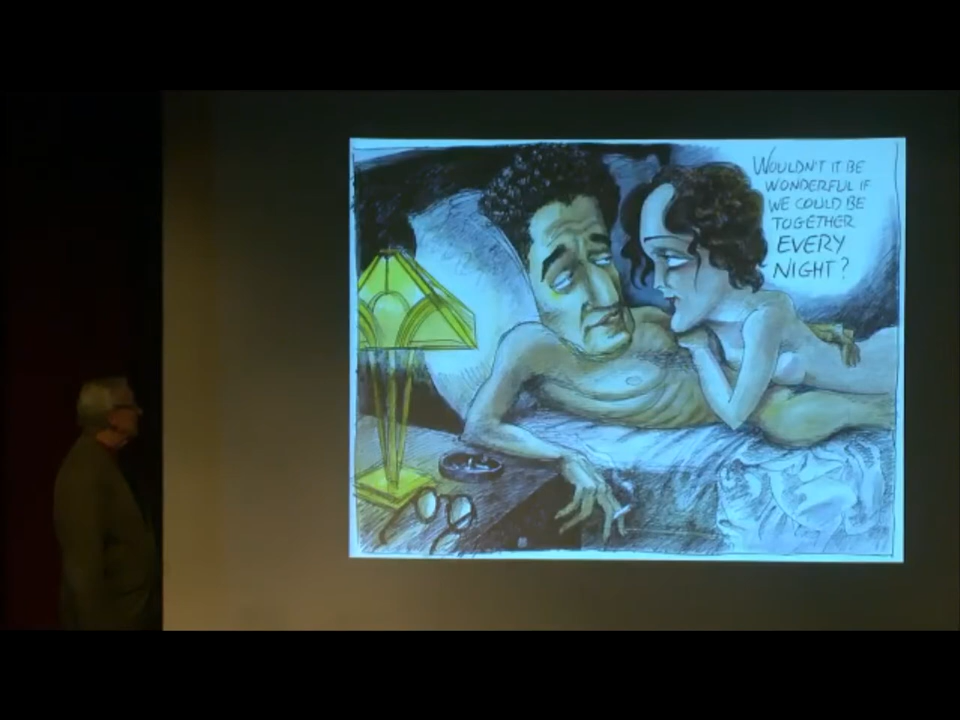 WOULDN'T IT BE
WONDERFUL IF
WE COULD BE
TOGETHER
EVERY
NIGHT?